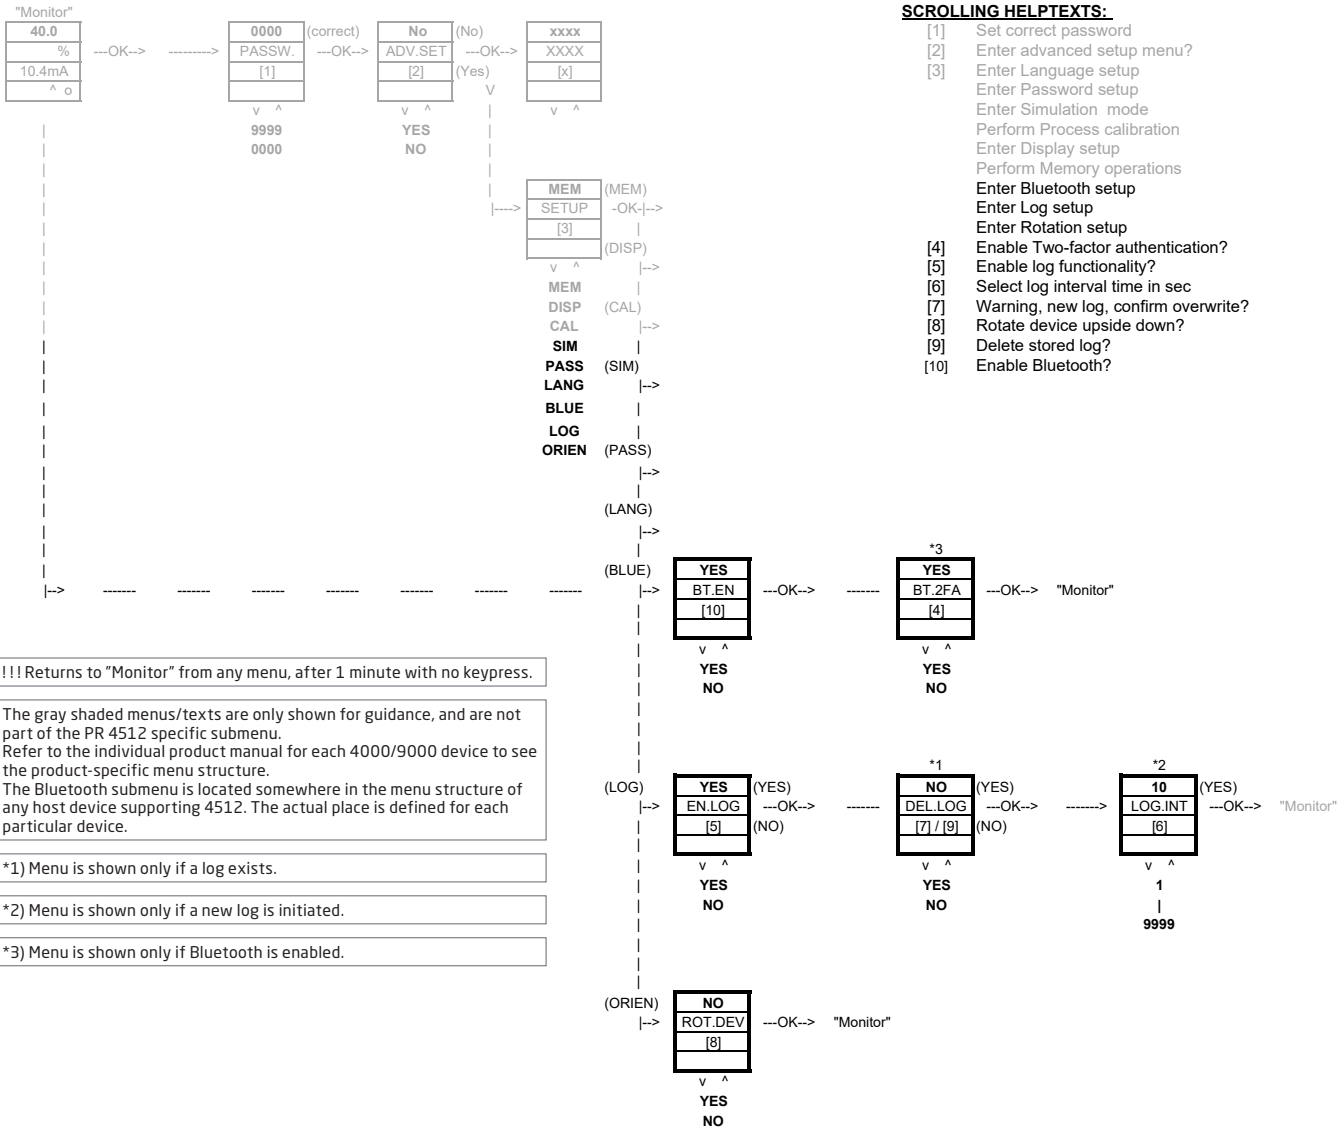 "Monitor"
40.0
%
10.4mA
^ o
---OK-->
--------->
0000
PASSW.
[1]
v ^
9999
0000
(correct)
---OK-->
No
ADV.SET
[2]
v ^
YES
NO
(No)
---OK-->
(Yes)
V
xxxx
XXXX
[x]
v ^
|---->
MEM
SETUP
[3]
v ^
MEM
DISP
CAL
SIM
PASS
LANG
BLUE
LOG
ORIEN
(MEM)
-OK-|-->
(DISP)
|-->
(CAL)
|-->
(SIM)
|-->
(PASS)
|-->
(LANG)
|-->
SCROLLING HELPTEXTS:
[1] Set correct password
[2] Enter advanced setup menu?
[3] Enter Language setup
Enter Password setup
Enter Simulation mode
Perform Process calibration
Enter Display setup
Perform Memory operations
Enter Bluetooth setup
Enter Log setup
Enter Rotation setup
[4] Enable Two-factor authentication?
[5] Enable log functionality?
[6] Select log interval time in sec
[7] Warning, new log, confirm overwrite?
[8] Rotate device upside down?
[9] Delete stored log?
[10] Enable Bluetooth?
|--> ------- ------- ------- ------- ------- ------- -------
(BLUE)
|-->
YES
BT.EN
[10]
v ^
YES
NO
---OK--> -------
*3
YES
BT.2FA
[4]
v ^
YES
NO
---OK--> "Monitor"
!!! Returns to "Monitor" from any menu, after 1 minute with no keypress.
The gray shaded menus/texts are only shown for guidance, and are not
part of the PR 4512 specific submenu.
Refer to the individual product manual for each 4000/9000 device to see
the product-specific menu structure.
The Bluetooth submenu is located somewhere in the menu structure of
any host device supporting 4512. The actual place is defined for each
particular device.
*1) Menu is shown only if a log exists.
*2) Menu is shown only if a new log is initiated.
*3) Menu is shown only if Bluetooth is enabled.
(LOG)
|-->
YES
EN.LOG
[5]
v ^
YES
NO
(YES)
---OK--> -------
(NO)
*1
NO
DEL.LOG
[7] / [9]
v ^
YES
NO
(YES)
---OK--> ------->
(NO)
*2
10
LOG.INT
[6]
v ^
1
|
9999
(YES)
---OK--> "Monitor"
(ORIEN)
|-->
NO
ROT.DEV
[8]
v ^
YES
NO
---OK--> "Monitor"